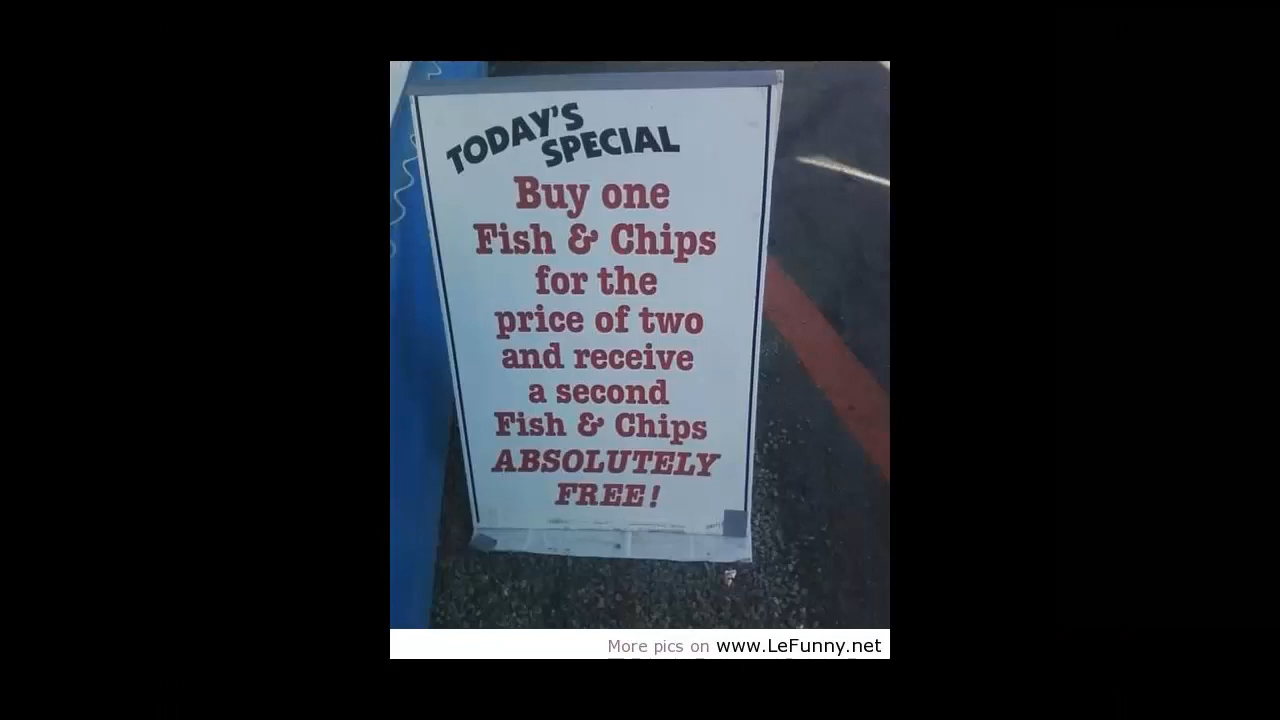 TODAY'S
SPECIAL
Buy one
Fish & Chips
for the
price of two
and receive
a second
Fish & Chips
ABSOLUTELY
FREE!
More pics on www.LeFunny.net